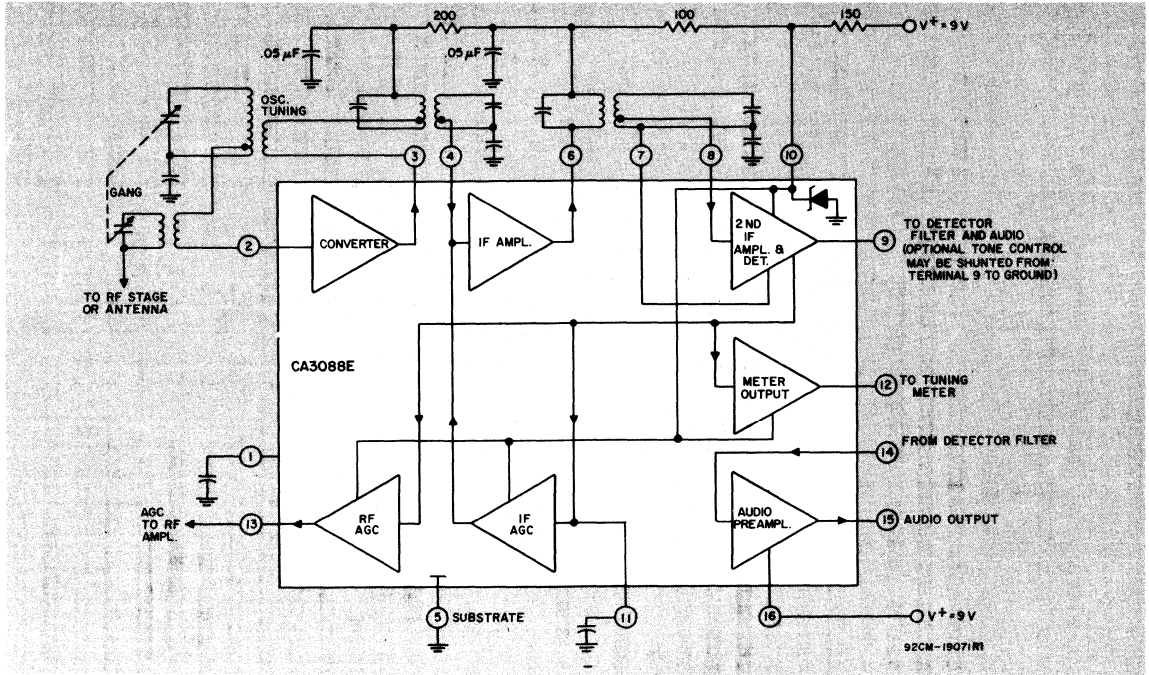 200
100
150
V+ = 9V
.05 µF
.05 µF
OSC.
TUNING
GANG
3
4
6
7
8
10
2
CONVERTER
IF AMPL.
2 ND
IF
AMPL. &
DET.
9
TO DETECTOR
FILTER AND AUDIO
(OPTIONAL TONE CONTROL
MAY BE SHUNTED FROM
TERMINAL 9 TO GROUND)
TO RF STAGE
OR ANTENNA
CA3088E
METER
OUTPUT
12
TO TUNING
METER
1
14
FROM DETECTOR FILTER
AGC
TO RF
AMPL.
13
RF
AGC
IF
AGC
AUDIO
PREAMPL.
15
AUDIO OUTPUT
5
SUBSTRATE
11
16
V+ = 9V
92CM-19071R1